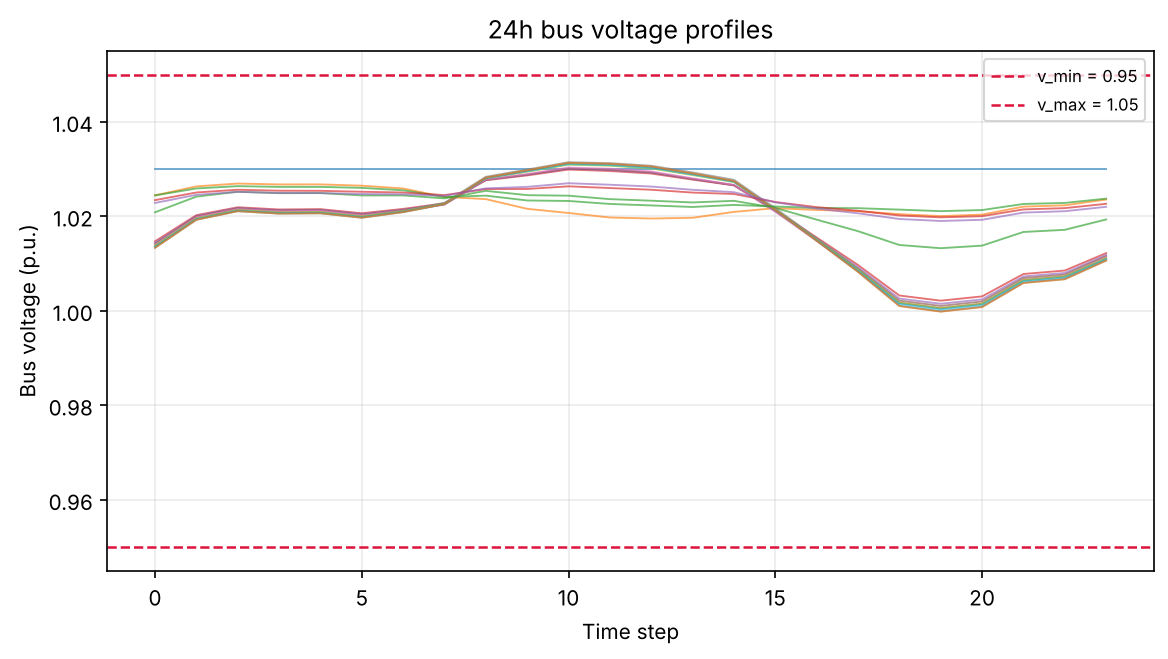 24h bus voltage profiles
v_min = 0.95
v_max = 1.05
Bus voltage (p.u.)
1.04
1.02
1.00
0.98
0.96
0
5
10
15
20
Time step